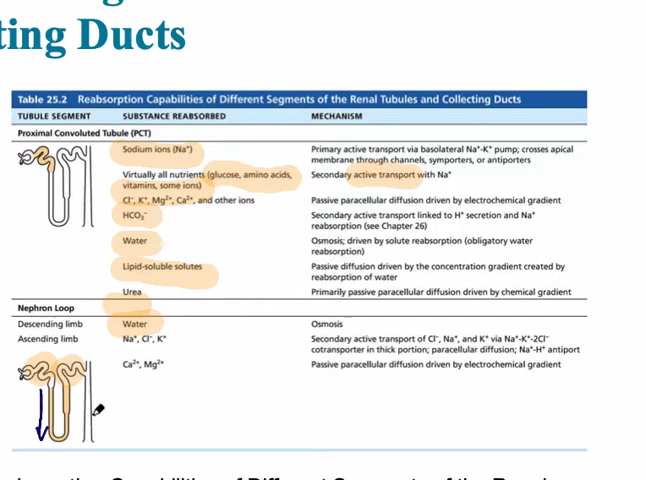 ting Ducts
Table 25.2 Reabsorption Capabilities of Different Segments of the Renal Tubules and Collecting Ducts
TUBULE SEGMENT SUBSTANCE REABSORBED MECHANISM
Proximal Convoluted Tubule (PCT)
Sodium ions (Na⁺) Primary active transport via basolateral Na⁺-K⁺ pump; crosses apical
membrane through channels, symporters, or antiporters
Virtually all nutrients (glucose, amino acids, Secondary active transport with Na⁺
vitamins, some ions)
Cl⁻, K⁺, Mg²⁺, Ca²⁺, and other ions Passive paracellular diffusion driven by electrochemical gradient
HCO₃⁻ Secondary active transport linked to H⁺ secretion and Na⁺
reabsorption (see Chapter 26)
Water Osmosis; driven by solute reabsorption (obligatory water
reabsorption)
Lipid-soluble solutes Passive diffusion driven by the concentration gradient created by
reabsorption of water
Urea Primarily passive paracellular diffusion driven by chemical gradient
Nephron Loop
Descending limb Water Osmosis
Ascending limb Na⁺, Cl⁻, K⁺ Secondary active transport of Cl⁻, Na⁺, and K⁺ via Na⁺-K⁺-2Cl⁻
cotransporter in thick portion; paracellular diffusion; Na⁺-H⁺ antiport
Ca²⁺, Mg²⁺ Passive paracellular diffusion driven by electrochemical gradient